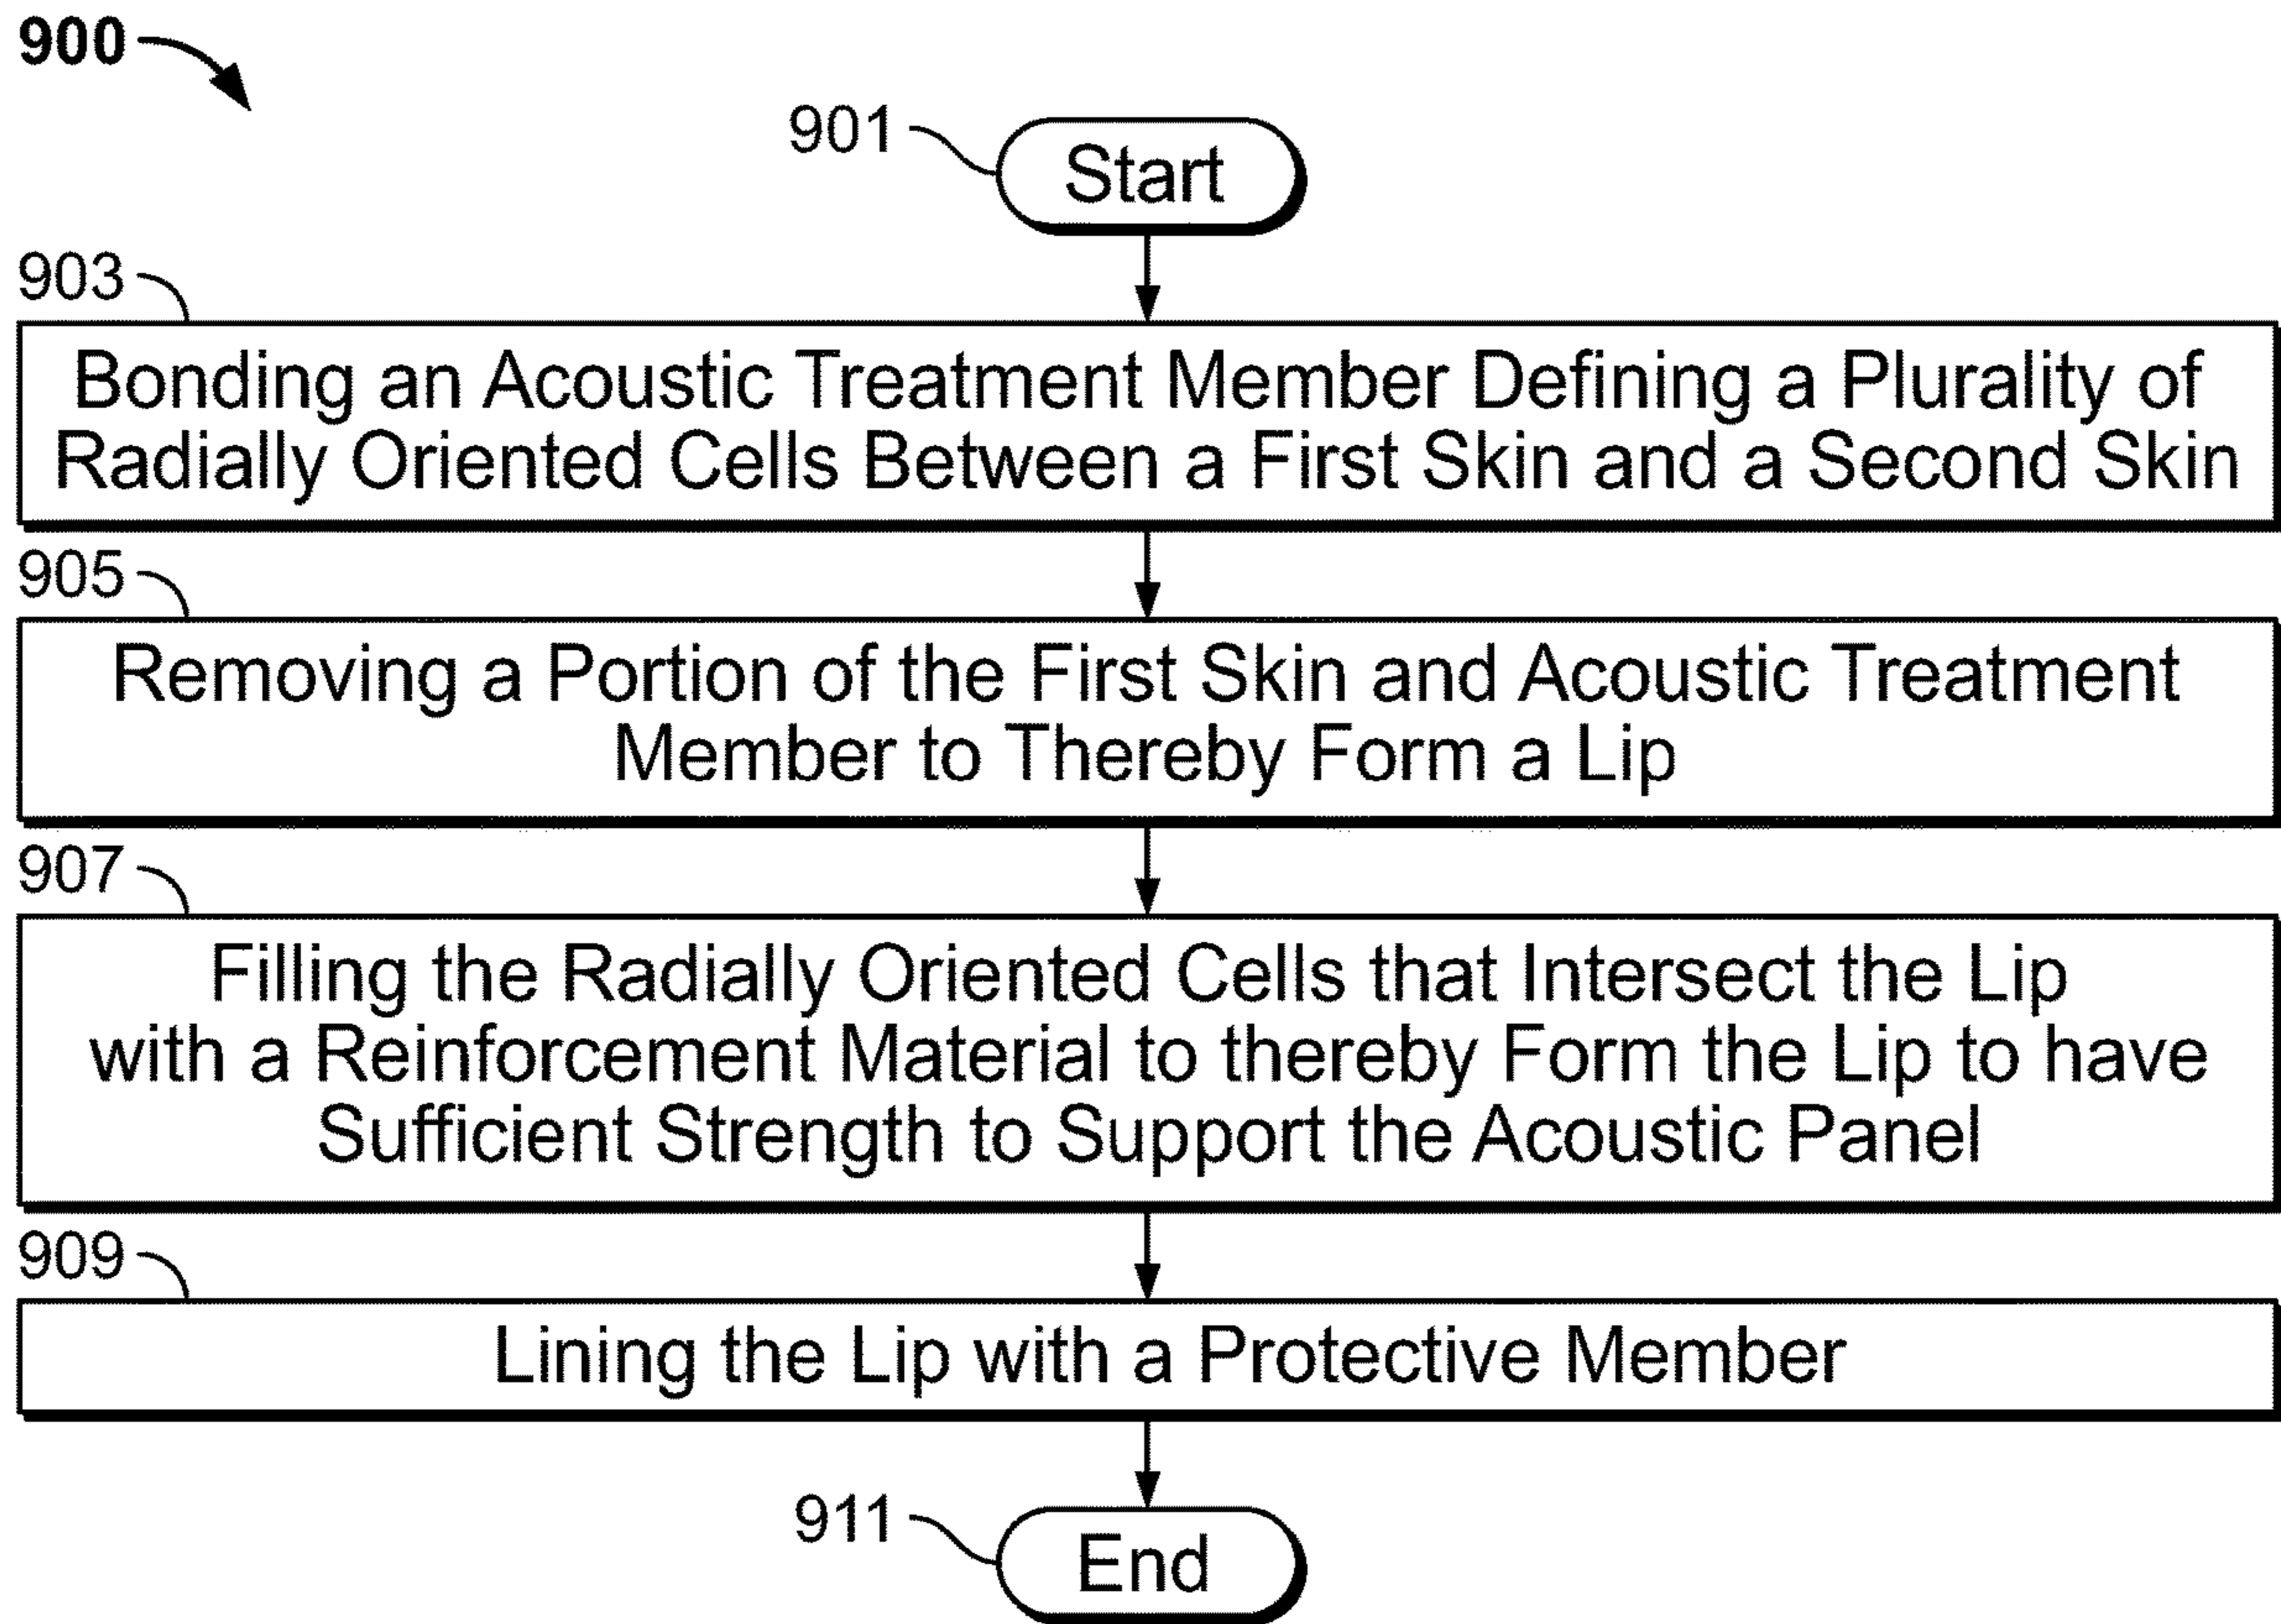 900
901
Start
903
Bonding an Acoustic Treatment Member Defining a Plurality of
Radially Oriented Cells Between a First Skin and a Second Skin
905
Removing a Portion of the First Skin and Acoustic Treatment
Member to Thereby Form a Lip
907
Filling the Radially Oriented Cells that Intersect the Lip
with a Reinforcement Material to thereby Form the Lip to have
Sufficient Strength to Support the Acoustic Panel
909
Lining the Lip with a Protective Member
911
End